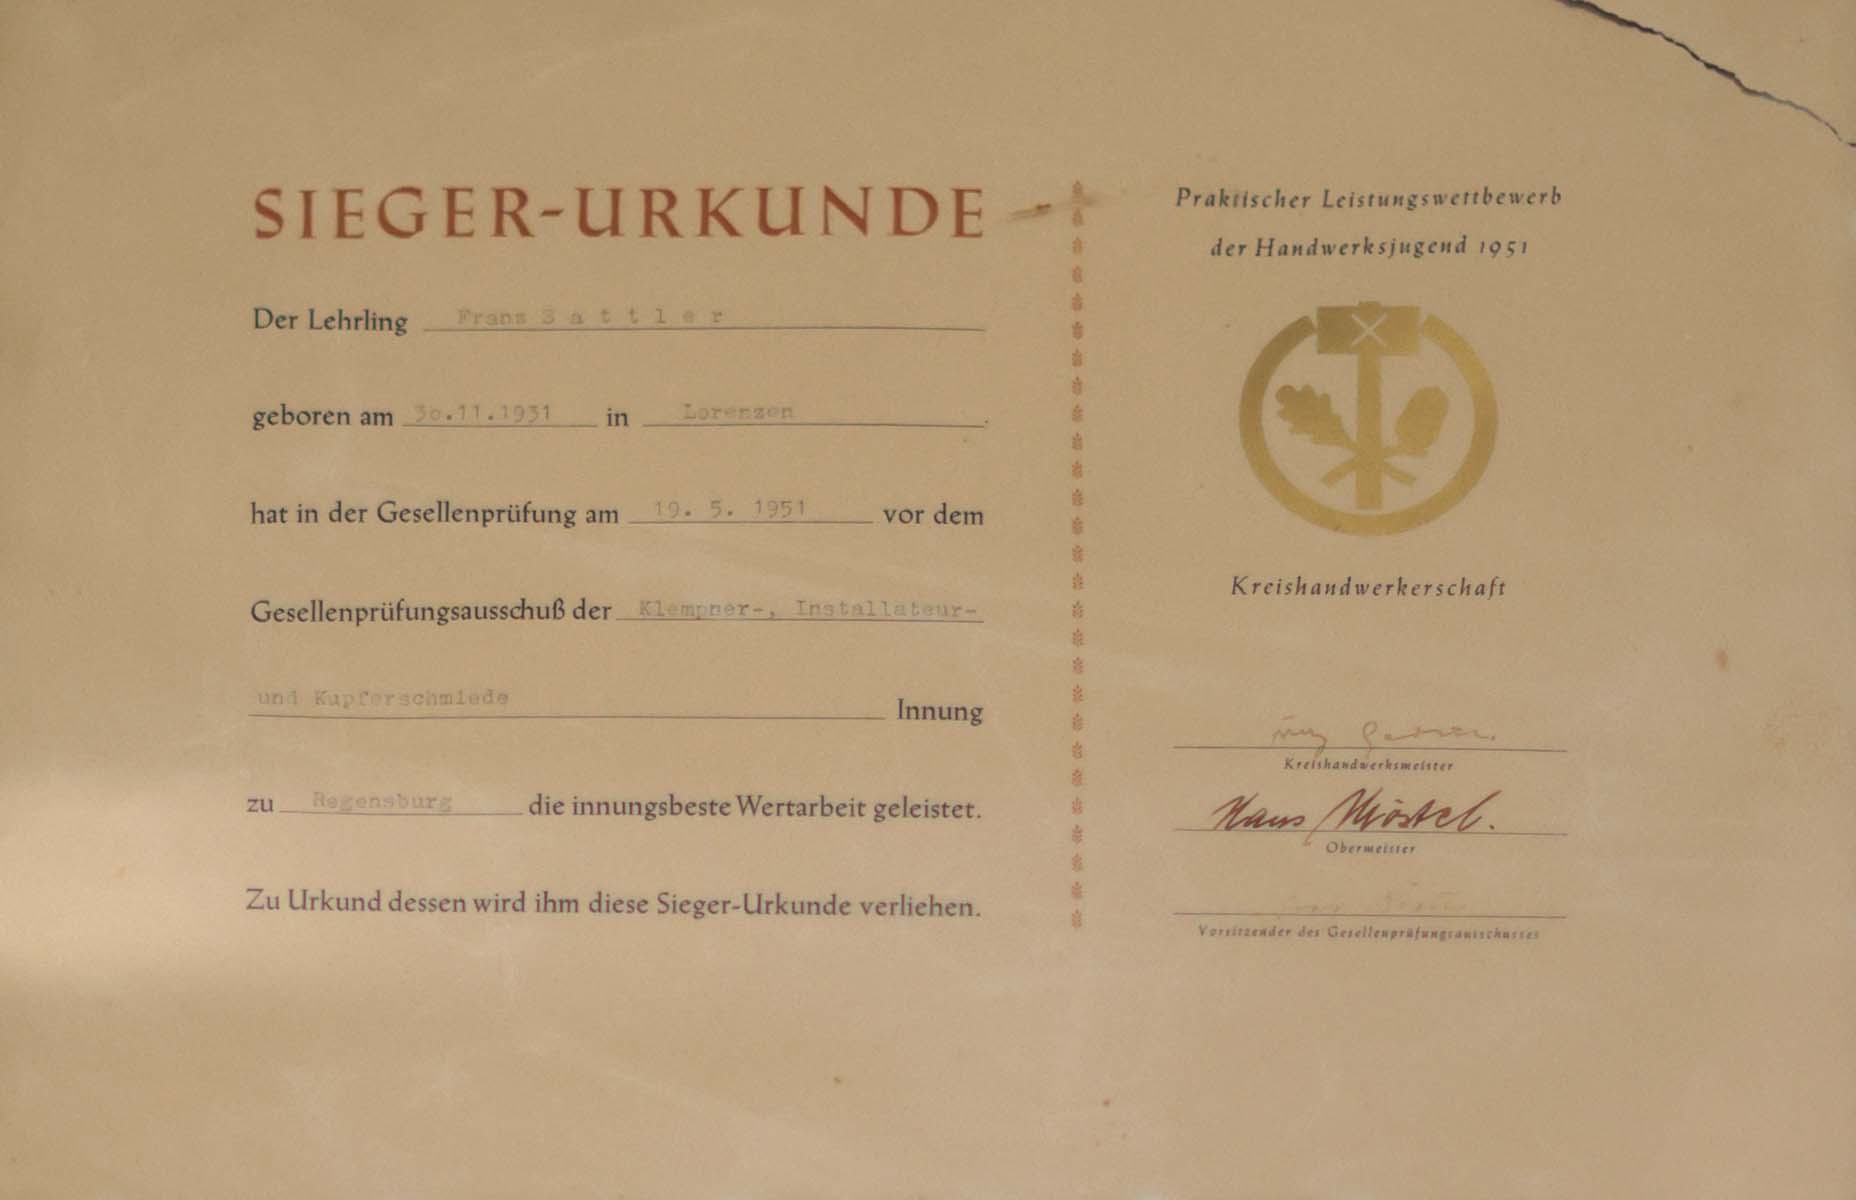 SIEGER-URKUNDE
Der Lehrling Franz Sattler
geboren am 30.11.1931 in Lorenzen
hat in der Gesellenprüfung am 19. 5. 1951 vor dem
Gesellenprüfungsausschuß der Klempner-, Installateur-
und Kupferschmiede Innung
zu Regensburg die innungsbeste Wertarbeit geleistet.
Zu Urkund dessen wird ihm diese Sieger-Urkunde verliehen.
Praktischer Leistungswettbewerb
der Handwerksjugend 1951
Kreishandwerkerschaft
Kreishandwerksmeister
Hans
Obermeister
Vorsitzender des Gesellenprüfungsausschusses